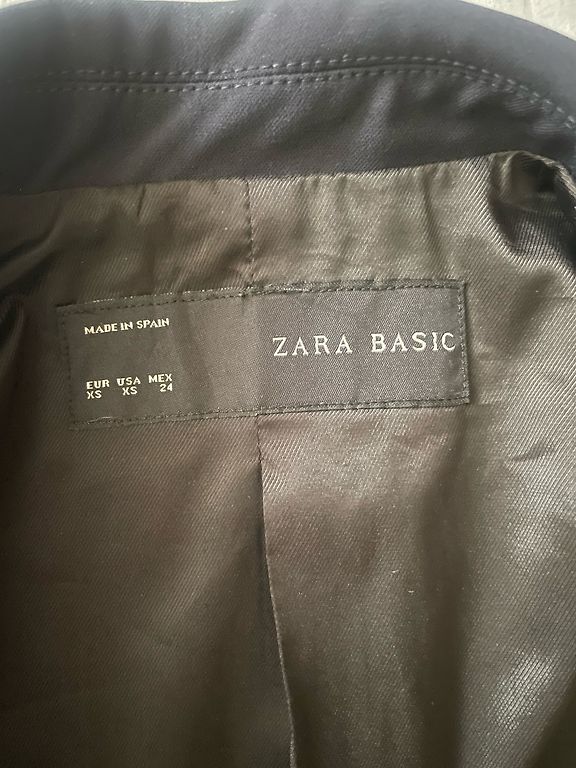 MADE IN SPAIN
ZARA BASIC
EUR USA MEX
XS XS 24